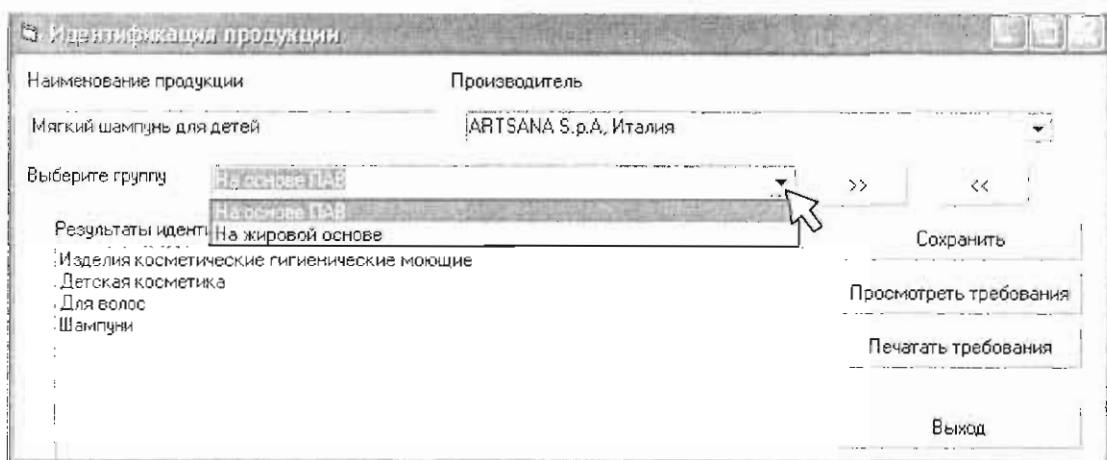 Идентификация продукции
Наименование продукции Производитель
Мягкий шампунь для детей ARTSANA S.p.A, Италия
Выберите группу На основе ПАВ >> <<
На основе ПАВ
Результаты иденти На жировой основе Сохранить
Изделия косметические гигиенические моющие
Детская косметика Просмотреть требования
Для волос
Шампуни
Печатать требования
Выход